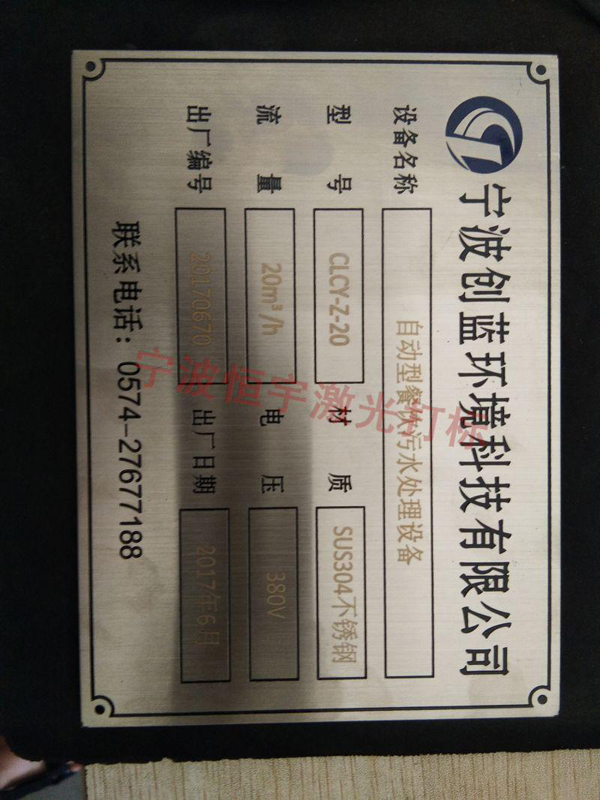 宁波创蓝环境科技有限公司
设备名称 自动型餐饮污水处理设备
型号 CLCY-Z-20 材质 SUS304不锈钢
流量 20m³/h 电压 380V
出厂编号 20170670 出厂日期 2017年6月
联系电话：0574-27677188
宁波恒宇激光打标